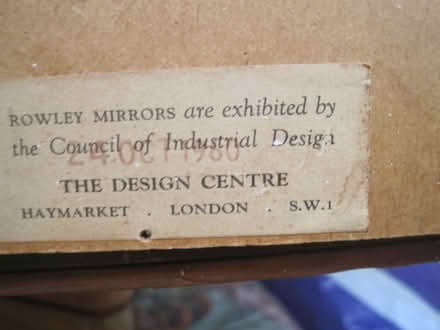 ROWLEY MIRRORS are exhibited by
the Council of Industrial Design
24 OCT 1960
THE DESIGN CENTRE
HAYMARKET . LONDON . S.W.1